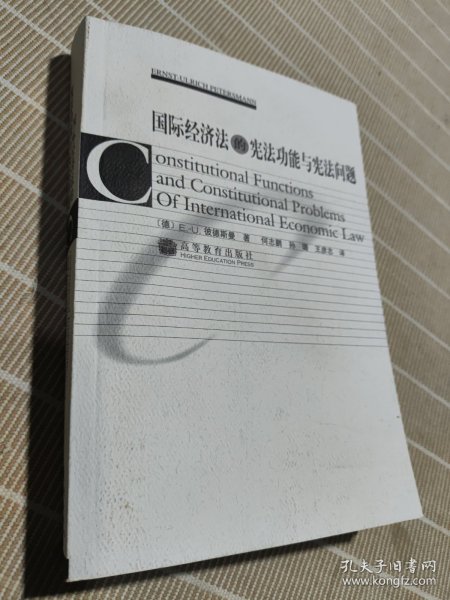 ERNST-ULRICH PETERSMANN
国际经济法的宪法功能与宪法问题
Constitutional Functions
and Constitutional Problems
Of International Economic Law
〔德〕E.-U.彼德斯曼 著 何志鹏 孙璐 王彦志 译
高等教育出版社
HIGHER EDUCATION PRESS
孔夫子旧书网
www.kongfz.com